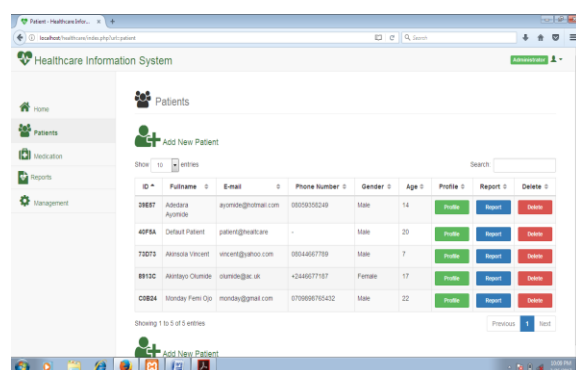 Patient - Healthcare Infor...
localhost/healthcare/index.php?url=patient
Search
Healthcare Information System
Administrator
Home
Patients
Medication
Reports
Management
Patients
Add New Patient
Show 10 entries
Search
ID Fullname E-mail Phone Number Gender Age Profile Report Delete
39E87 Adedara Ayomide ayomide@hotmail.com 08059356249 Male 14 Profile Report Delete
40F8A Default Patient patient@healtcare - Male 20 Profile Report Delete
73D73 Akinsola Vincent vincent@yahoo.com 08044667769 Male 7 Profile Report Delete
8913C Akintayo Olumide olumide@ac.uk +2446677187 Female 17 Profile Report Delete
C0B24 Monday Femi Ojo monday@gmail.com 0709898765432 Male 22 Profile Report Delete
Showing 1 to 5 of 5 entries
Previous 1 Next
Add New Patient
10:09 PM